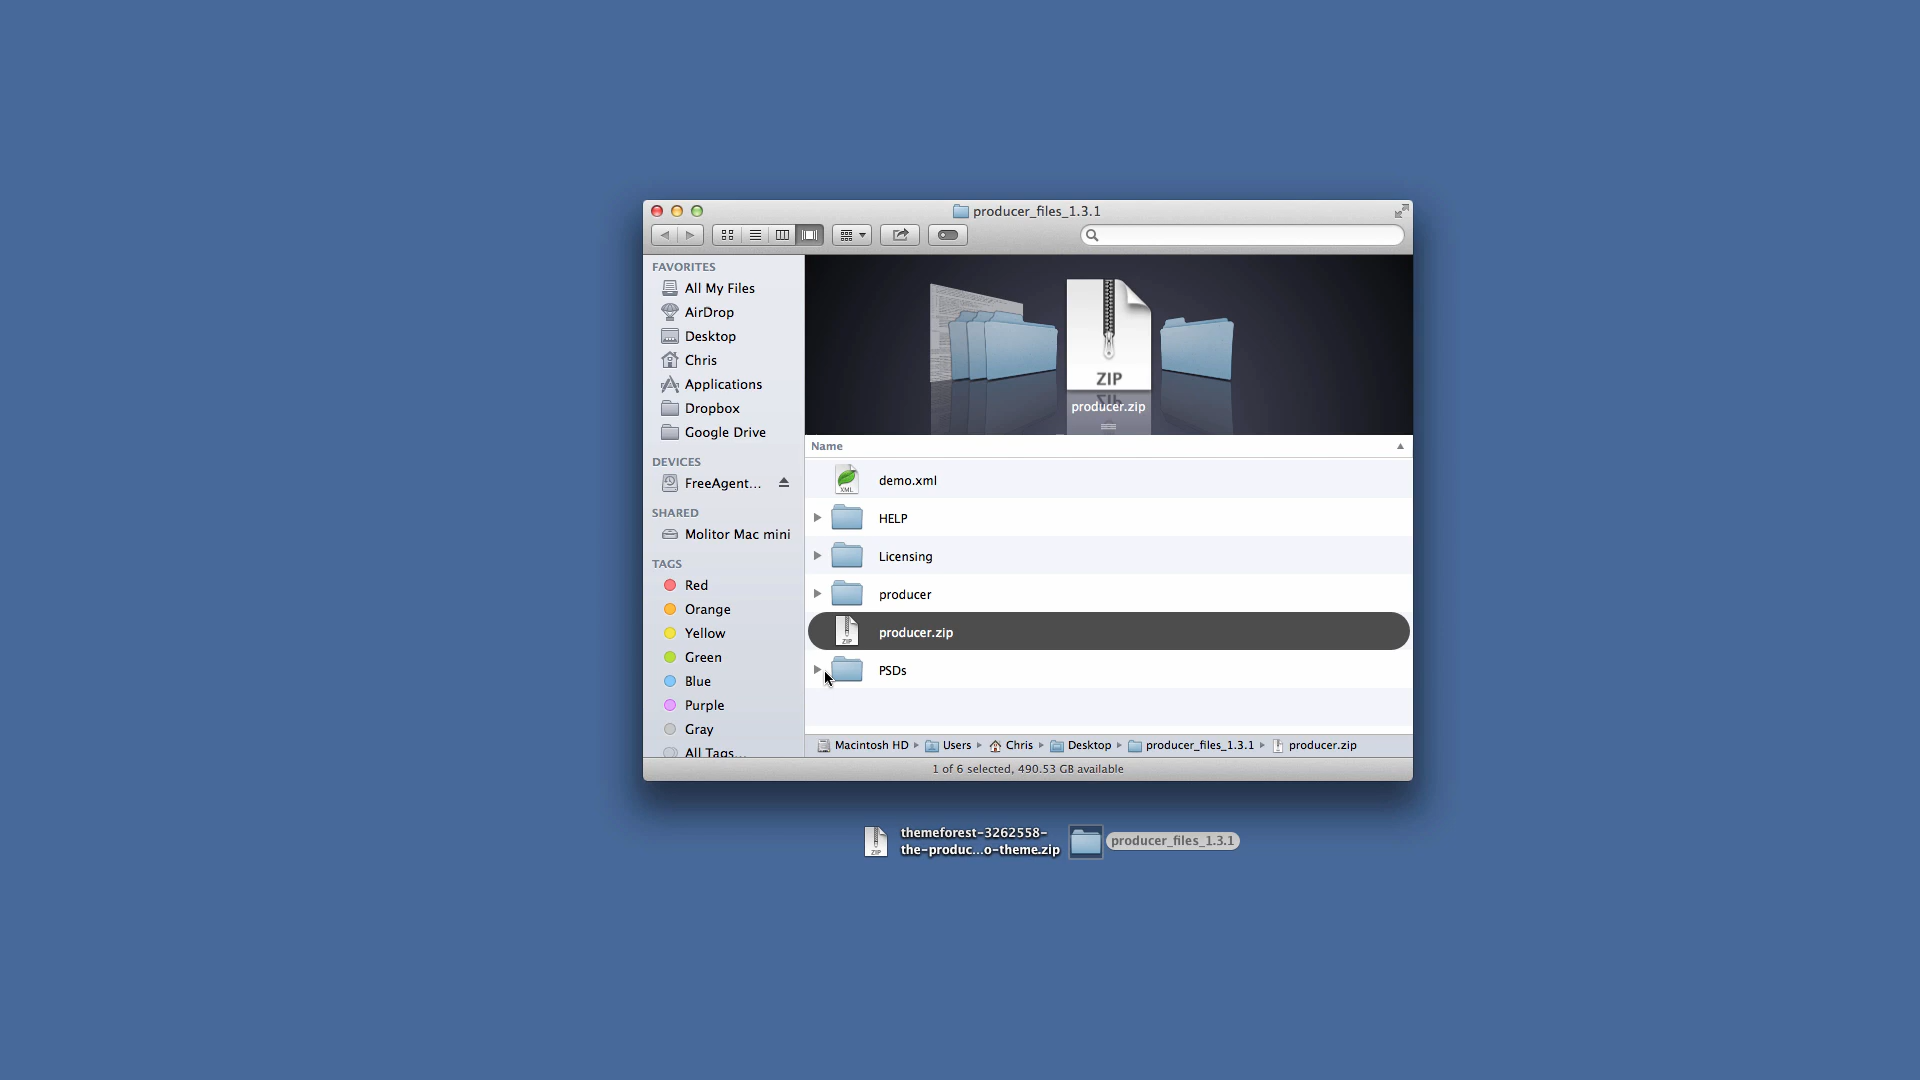 producer_files_1.3.1
FAVORITES
All My Files
AirDrop
Desktop
Chris
Applications
Dropbox
Google Drive
DEVICES
FreeAgent...
SHARED
Molitor Mac mini
TAGS
Red
Orange
Yellow
Green
Blue
Purple
Gray
All Tags...
ZIP
producer.zip
Name
XML
demo.xml
HELP
Licensing
producer
ZIP
producer.zip
PSDs
Macintosh HD
Users
Chris
Desktop
producer_files_1.3.1
producer.zip
1 of 6 selected, 490.53 GB available
ZIP
themeforest-3262558-
the-produc...o-theme.zip
producer_files_1.3.1